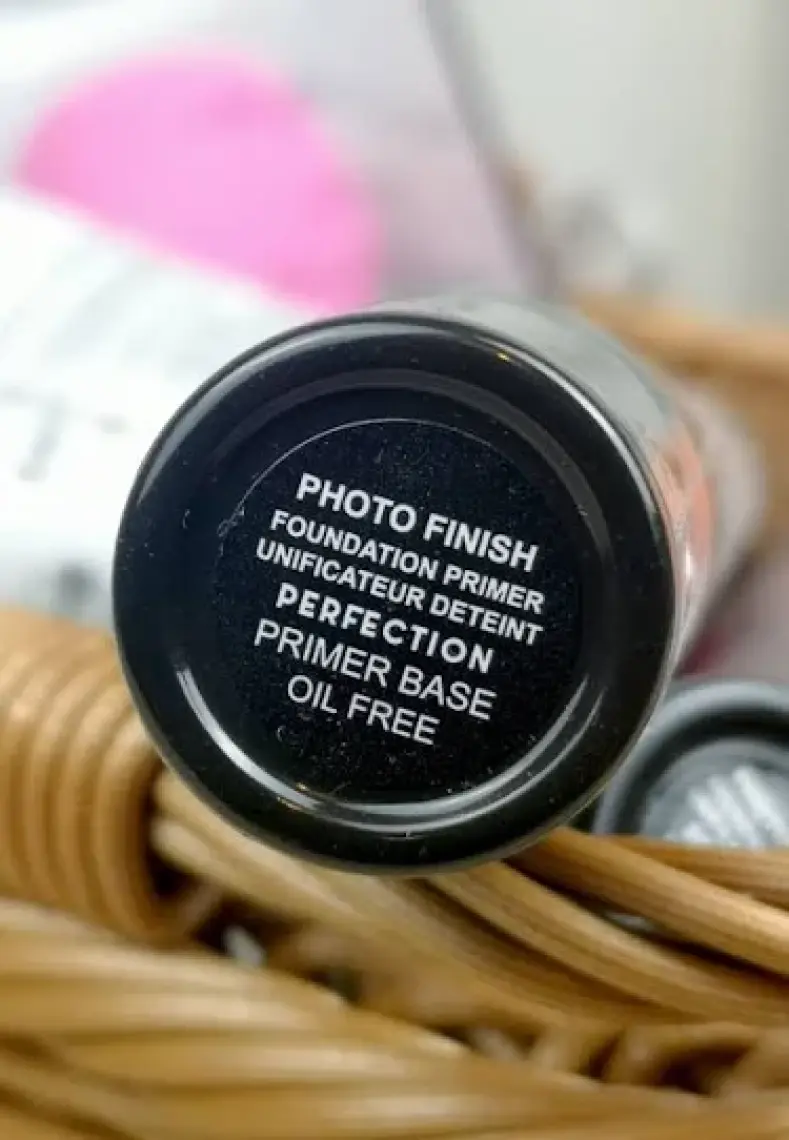 PHOTO FINISH
FOUNDATION PRIMER
UNIFICATEUR DETEINT
PERFECTION
PRIMER BASE
OIL FREE